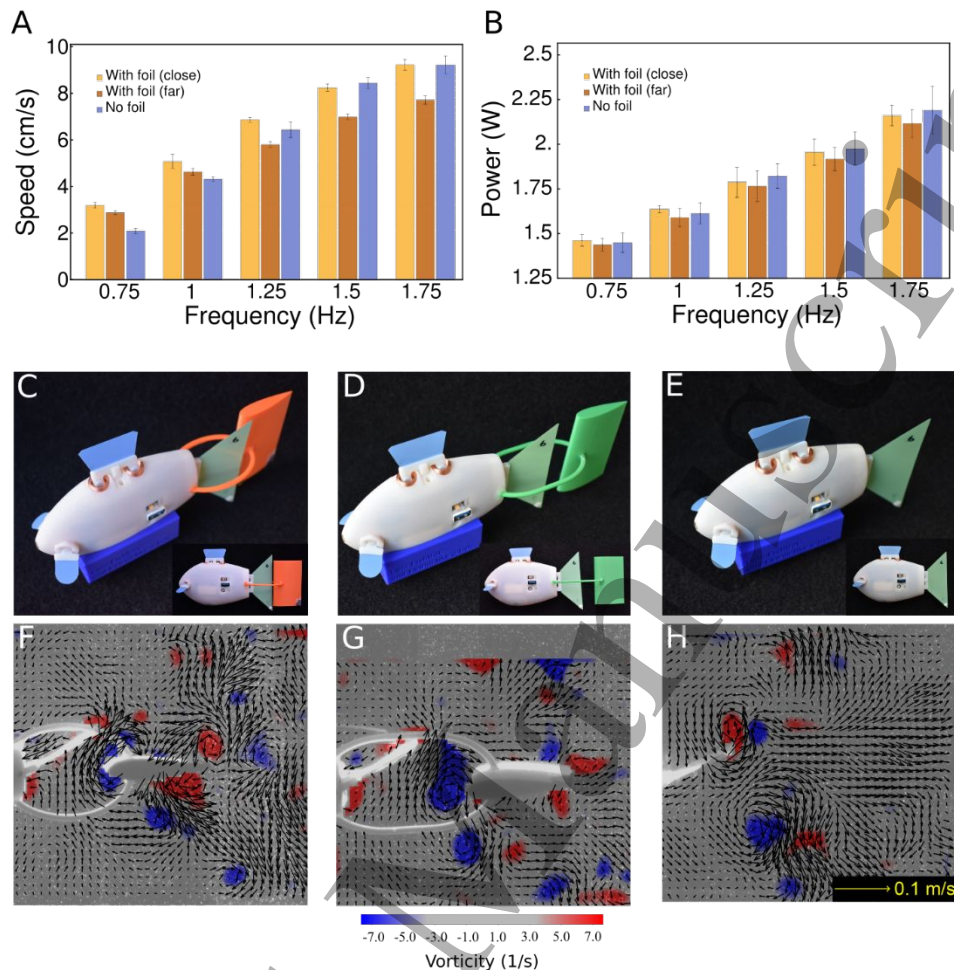 A
B
10
8
6
4
2
0
Speed (cm/s)
With foil (close)
With foil (far)
No foil
0.75
1
1.25
1.5
1.75
Frequency (Hz)
2.5
2.25
2
1.75
1.5
1.25
Power (W)
With foil (close)
With foil (far)
No foil
0.75
1
1.25
1.5
1.75
Frequency (Hz)
C
D
E
F
G
H
0.1 m/s
-7.0 -5.0 -3.0 -1.0 1.0 3.0 5.0 7.0
Vorticity (1/s)